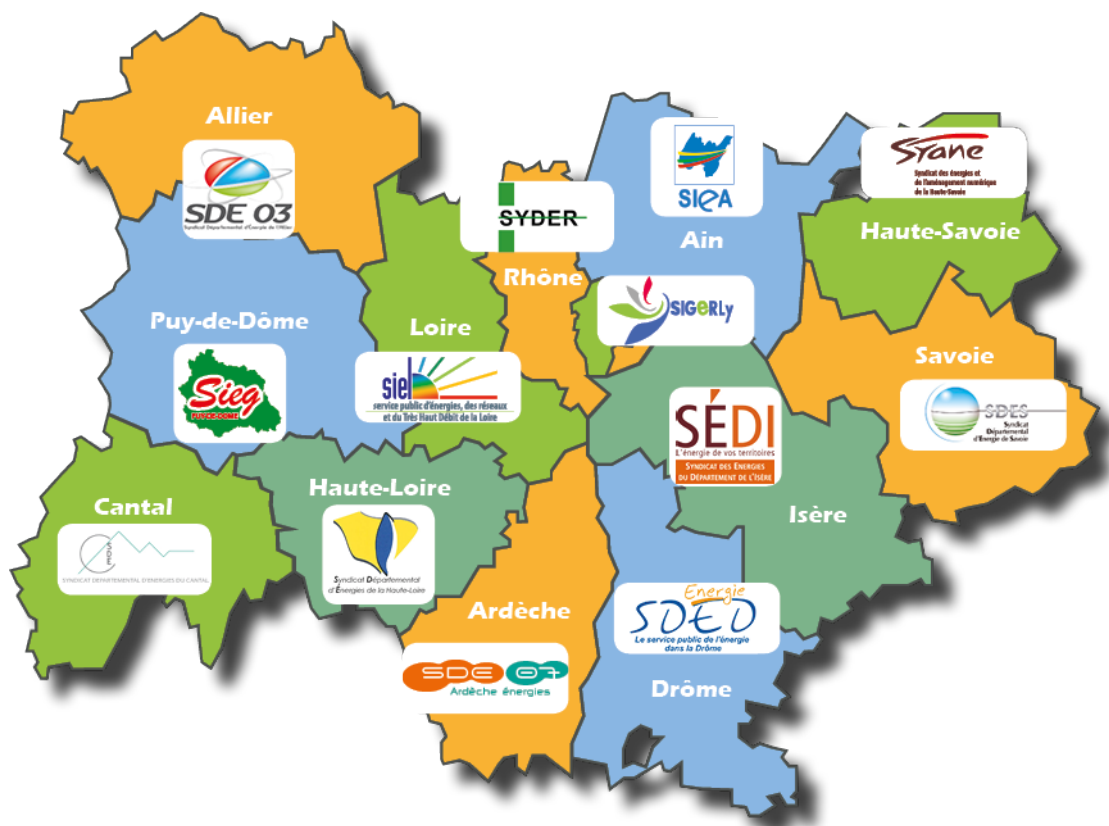 Allier
SDE 03
Syndicat Départemental d'Énergie de l'Allier
SIEA
Ain
Syane
Syndicat des énergies et
de l'aménagement numérique
de la Haute-Savoie
Haute-Savoie
SYDER
Rhône
SIGERLy
Puy-de-Dôme
Sieg
PUY-DE-DOME
Loire
siel
service public d'énergies, des réseaux
et du Très Haut Débit de la Loire
Savoie
SDES
Syndicat
Départemental
d'Énergie de Savoie
SÉDI
L'énergie de vos territoires
SYNDICAT DES ENERGIES
DU DÉPARTEMENT DE L'ISÈRE
Isère
Cantal
SYNDICAT DEPARTEMENTAL D'ENERGIES DU CANTAL
Haute-Loire
Syndicat Départemental
d'Énergies de la Haute-Loire
Ardèche
SDE 07
Ardèche énergies
Energie
SDED
Le service public de l'énergie
dans la Drôme
Drôme